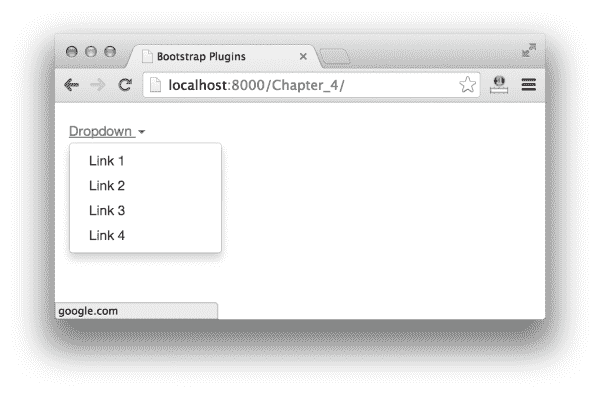 Bootstrap Plugins
localhost:8000/Chapter_4/
Dropdown
Link 1
Link 2
Link 3
Link 4
google.com